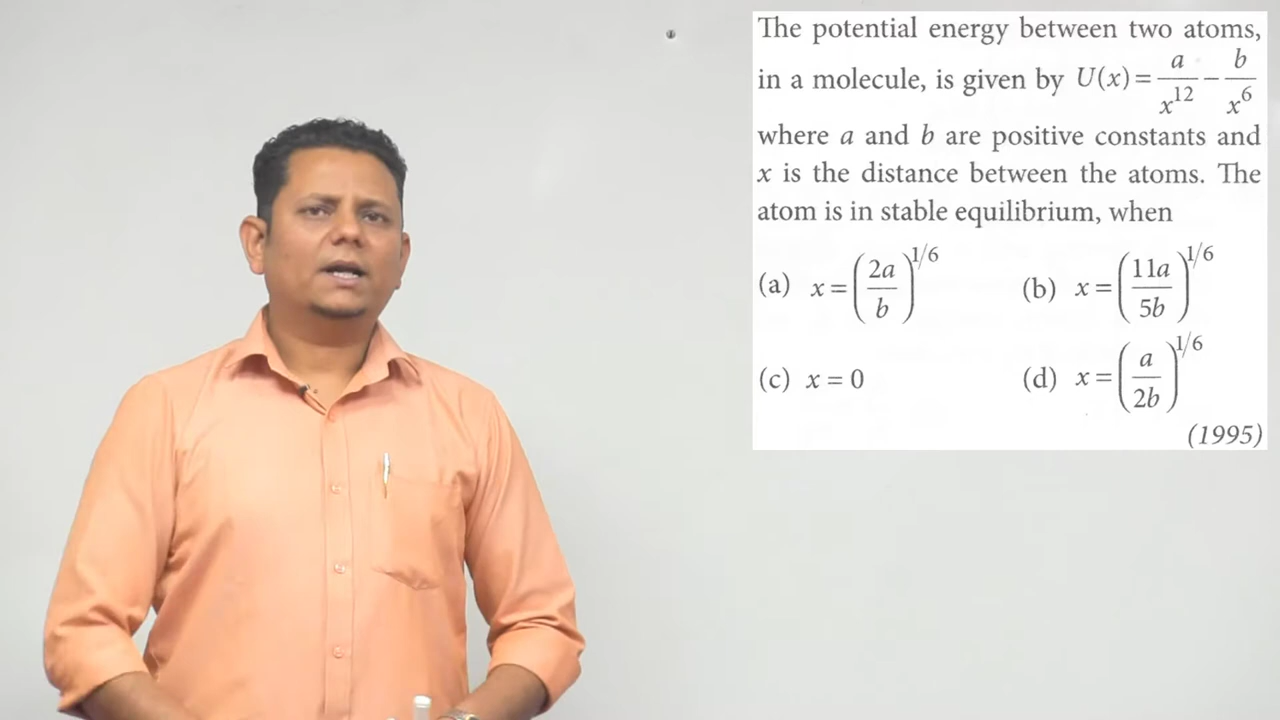 The potential energy between two atoms,
in a molecule, is given by U(x) = a/x^12 − b/x^6
where a and b are positive constants and
x is the distance between the atoms. The
atom is in stable equilibrium, when
(a) x = (2a/b)^1/6 (b) x = (11a/5b)^1/6
(c) x = 0 (d) x = (a/2b)^1/6
(1995)